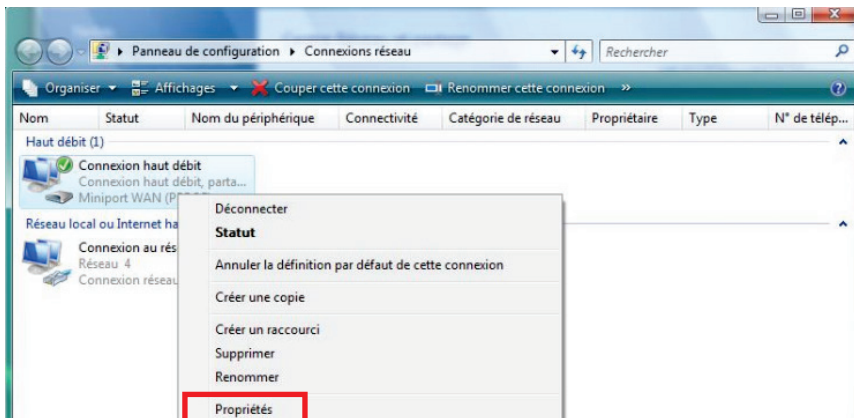 Panneau de configuration ▸ Connexions réseau
Rechercher
Organiser Affichages Couper cette connexion Renommer cette connexion »
Nom Statut Nom du périphérique Connectivité Catégorie de réseau Propriétaire Type N° de télép...
Haut débit (1)
Connexion haut débit
Connexion haut débit, parta...
Miniport WAN
Réseau local ou Internet
Connexion au
Réseau 4
Connexion réseau
Déconnecter
Statut
Annuler la définition par défaut de cette connexion
Créer une copie
Créer un raccourci
Supprimer
Renommer
Propriétés